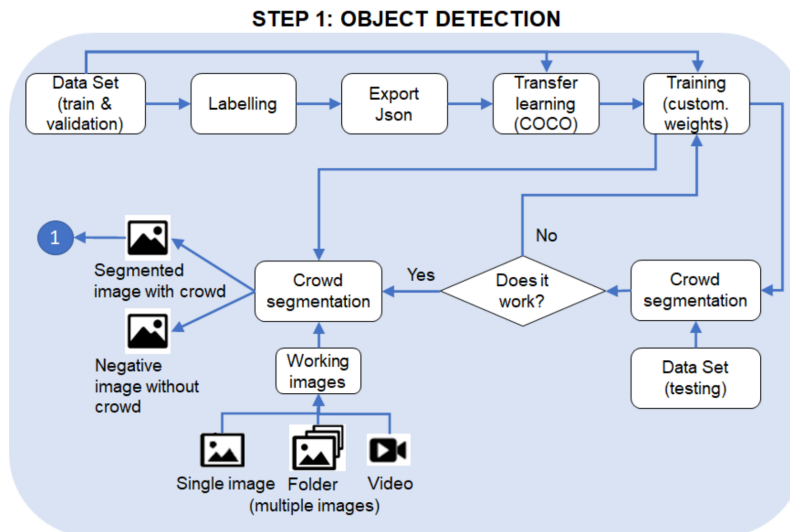 STEP 1: OBJECT DETECTION
Data Set
(train &
validation)
Labelling
Export
Json
Transfer
learning
(COCO)
Training
(custom.
weights)
No
1
Segmented
image with crowd
Crowd
segmentation
Yes
Does it
work?
Crowd
segmentation
Negative
image without
crowd
Working
images
Data Set
(testing)
Single image
Folder
(multiple images)
Video